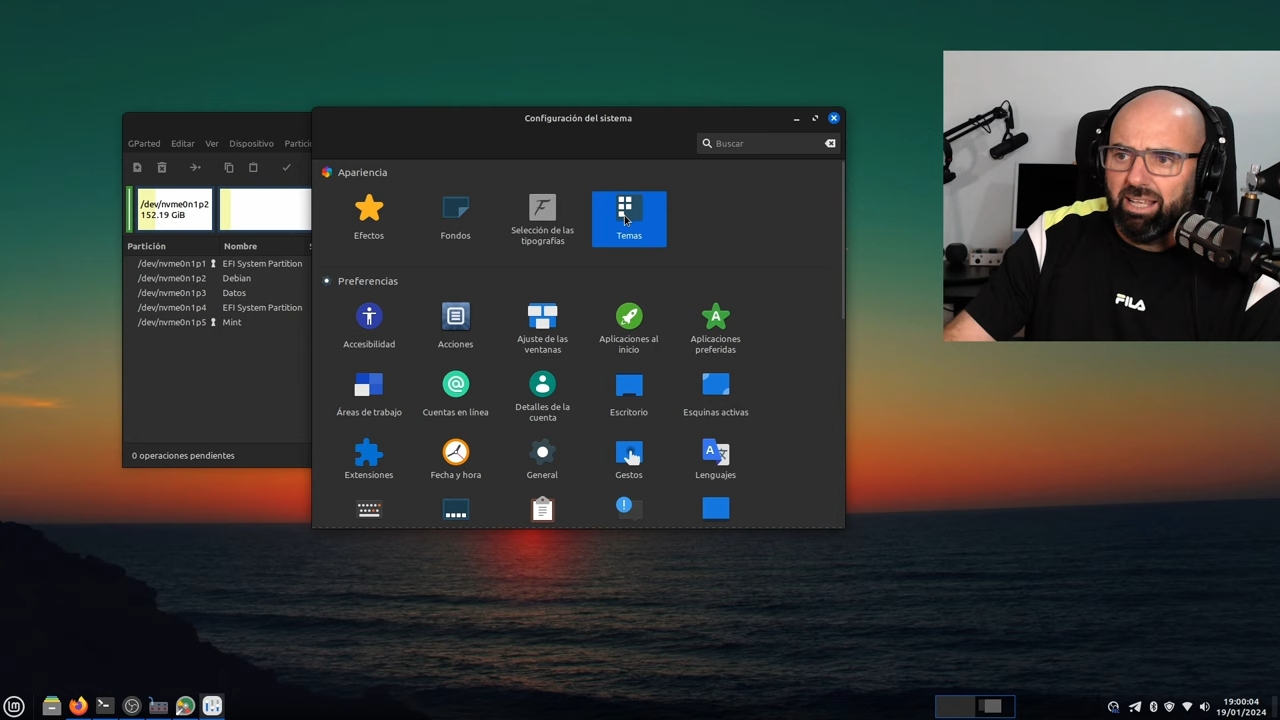 Configuración del sistema
Buscar
GParted Editar Ver Dispositivo
/dev/nvme0n1p2
152.19 GiB
Partición Nombre
/dev/nvme0n1p1 EFI System Partition
/dev/nvme0n1p2 Debian
/dev/nvme0n1p3 Datos
/dev/nvme0n1p4 EFI System Partition
/dev/nvme0n1p5 Mint
0 operaciones pendientes
Apariencia
Efectos
Fondos
Selección de las
tipografías
Temas
Preferencias
Accesibilidad
Acciones
Ajuste de las
ventanas
Aplicaciones al
inicio
Aplicaciones
preferidas
Áreas de trabajo
Cuentas en línea
Detalles de la
cuenta
Escritorio
Esquinas activas
Extensiones
Fecha y hora
General
Gestos
Lenguajes
FILA
19:00:04
19/01/2024